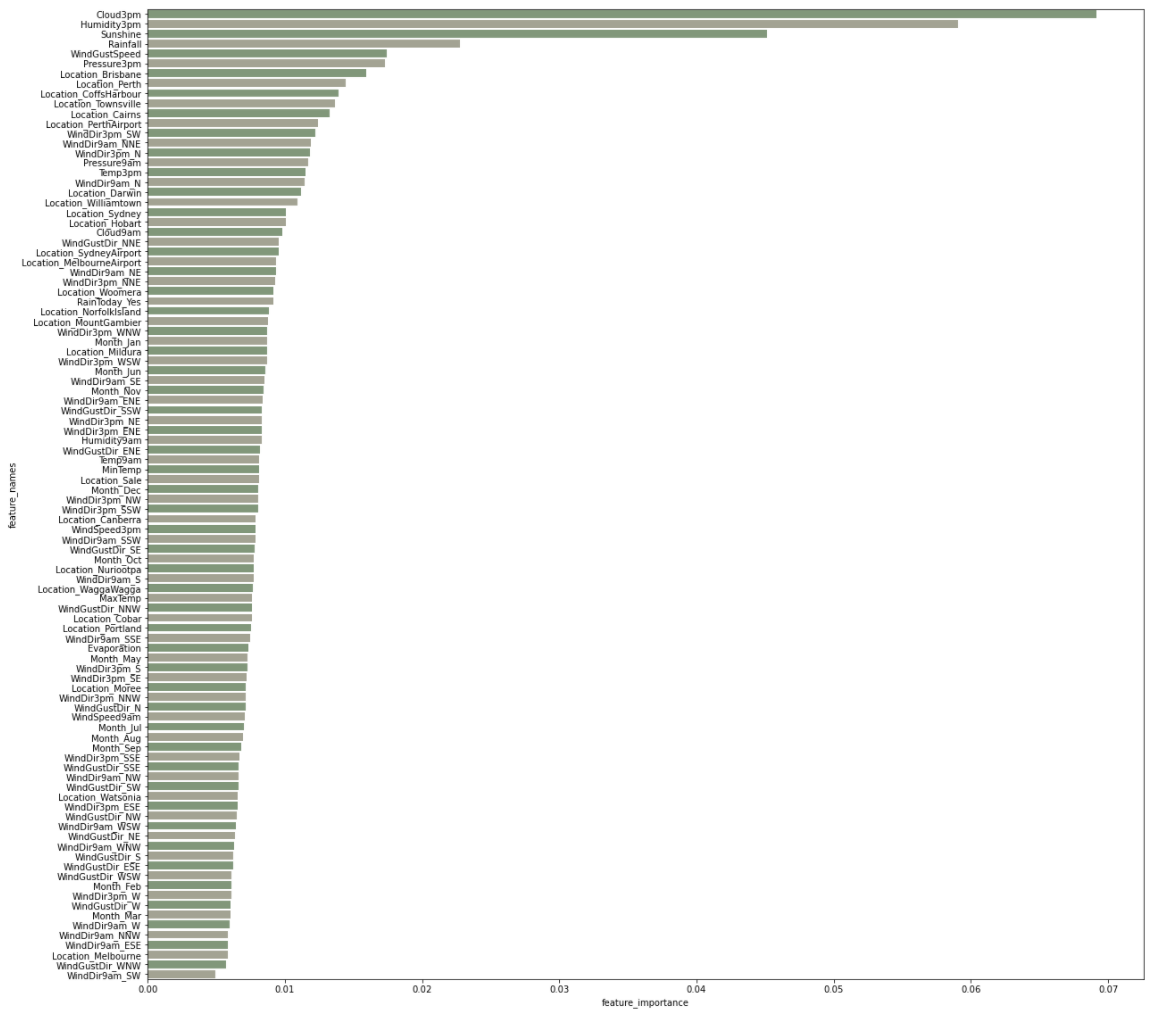 Cloud3pm
Humidity3pm
Sunshine
Rainfall
WindGustSpeed
Pressure3pm
Location_Brisbane
Location_Perth
Location_CoffsHarbour
Location_Townsville
Location_Cairns
Location_PerthAirport
WindDir3pm_SW
WindDir9am_NNE
WindDir3pm_N
Pressure9am
Temp3pm
WindDir9am_N
Location_Darwin
Location_Williamtown
Location_Sydney
Location_Hobart
Cloud9am
WindGustDir_NNE
Location_SydneyAirport
Location_MelbourneAirport
WindDir9am_NE
WindDir3pm_NNE
Location_Woomera
RainToday_Yes
Location_NorfolkIsland
Location_MountGambier
WindDir3pm_WNW
Month_Jan
Location_Mildura
WindDir3pm_WSW
Month_Jun
WindDir9am_SE
Month_Nov
WindDir9am_ENE
WindGustDir_SSW
WindDir3pm_NE
WindDir3pm_ENE
Humidity9am
WindGustDir_ENE
Temp9am
MinTemp
Location_Sale
Month_Dec
WindDir3pm_NW
WindDir3pm_SSW
Location_Canberra
WindSpeed3pm
WindDir9am_SSW
WindGustDir_SE
Month_Oct
Location_Nuriootpa
WindDir9am_S
Location_WaggaWagga
MaxTemp
WindGustDir_NNW
Location_Cobar
Location_Portland
WindDir9am_SSE
Evaporation
Month_May
WindDir3pm_S
WindDir3pm_SE
Location_Moree
WindDir3pm_NNW
WindGustDir_N
WindSpeed9am
Month_Jul
Month_Aug
Month_Sep
WindDir3pm_SSE
WindGustDir_SSE
WindDir9am_NW
WindGustDir_SW
Location_Watsonia
WindDir3pm_ESE
WindGustDir_NW
WindDir9am_WSW
WindGustDir_NE
WindDir9am_WNW
WindGustDir_S
WindGustDir_ESE
WindGustDir_WSW
Month_Feb
WindDir3pm_W
WindGustDir_W
Month_Mar
WindDir9am_W
WindDir9am_NNW
WindDir9am_ESE
Location_Melbourne
WindGustDir_WNW
WindDir9am_SW
feature_names
0.00 0.01 0.02 0.03 0.04 0.05 0.06 0.07
feature_importance